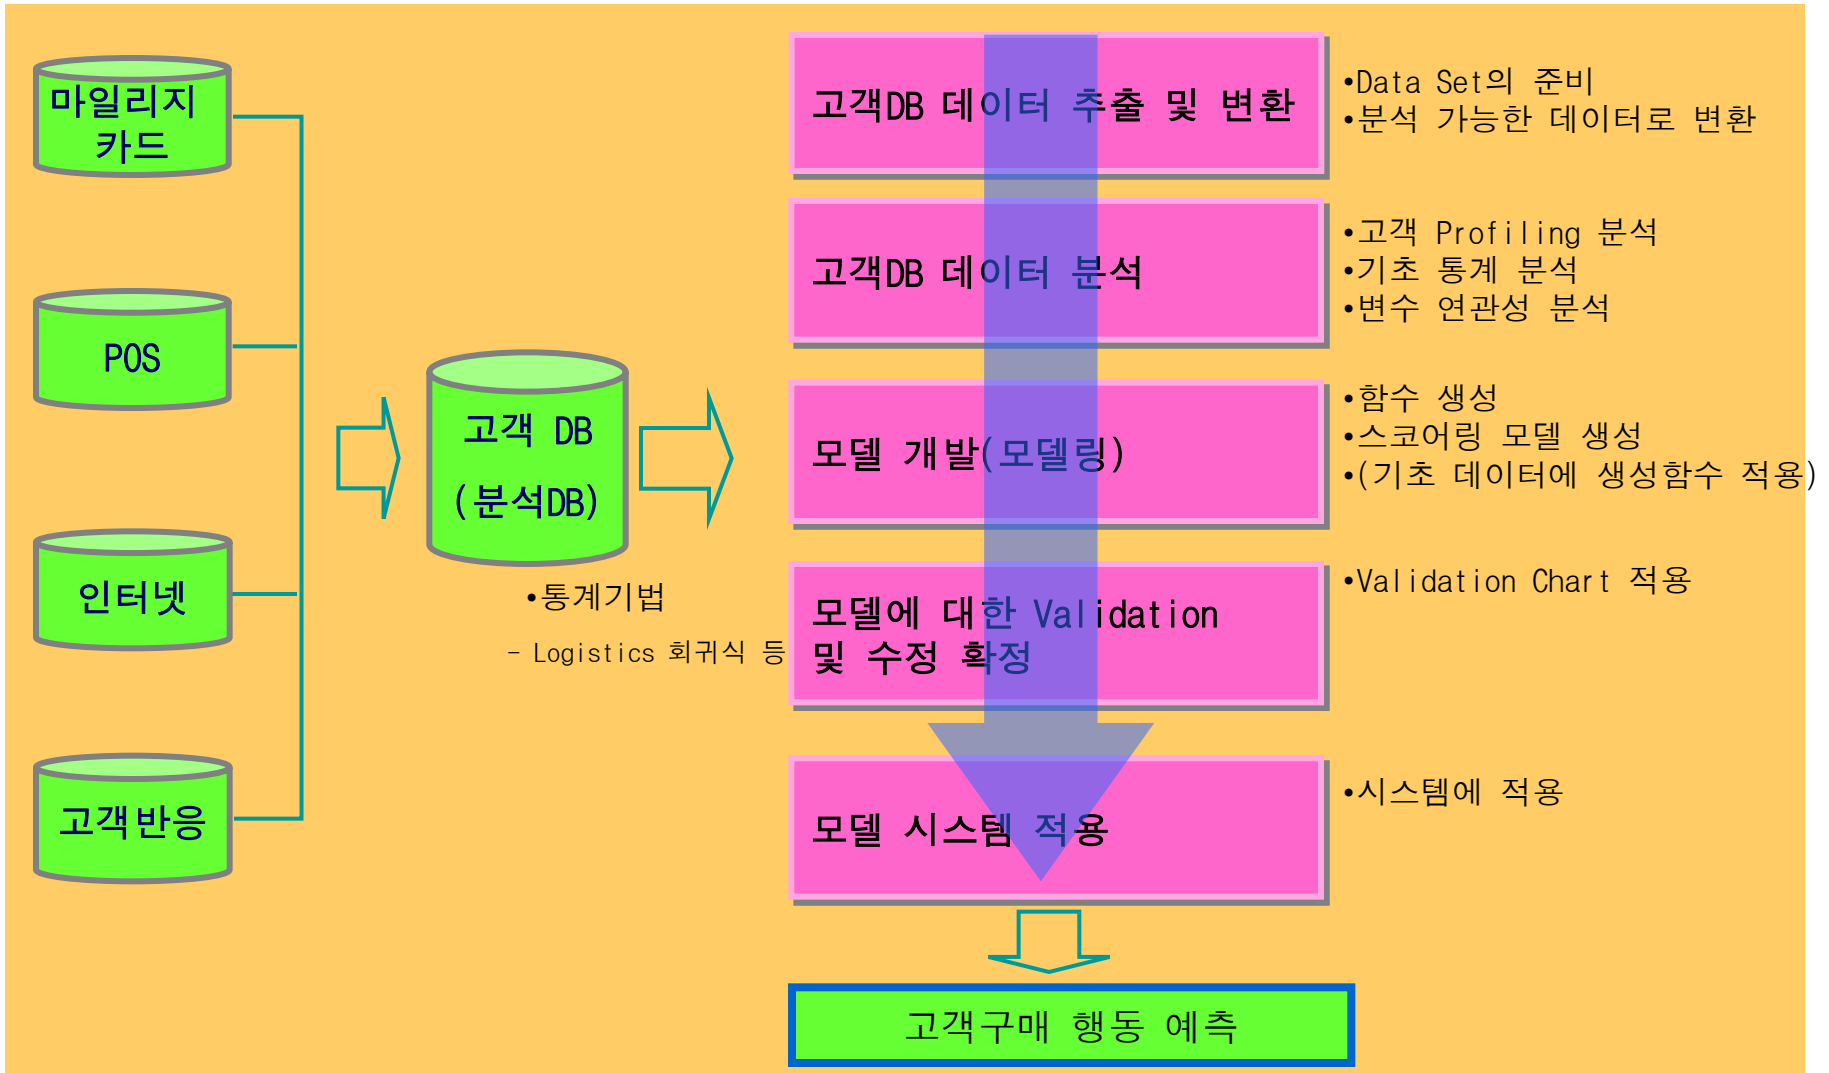 마일리지
카드
POS
인터넷
고객반응
고객 DB
(분석DB)
•통계기법
- Logistics 회귀식 등
고객DB 데이터 추출 및 변환
•Data Set의 준비
•분석 가능한 데이터로 변환
고객DB 데이터 분석
•고객 Profiling 분석
•기초 통계 분석
•변수 연관성 분석
모델 개발(모델링)
•함수 생성
•스코어링 모델 생성
•(기초 데이터에 생성함수 적용)
모델에 대한 Validation
및 수정 확정
•Validation Chart 적용
모델 시스템 적용
•시스템에 적용
고객구매 행동 예측